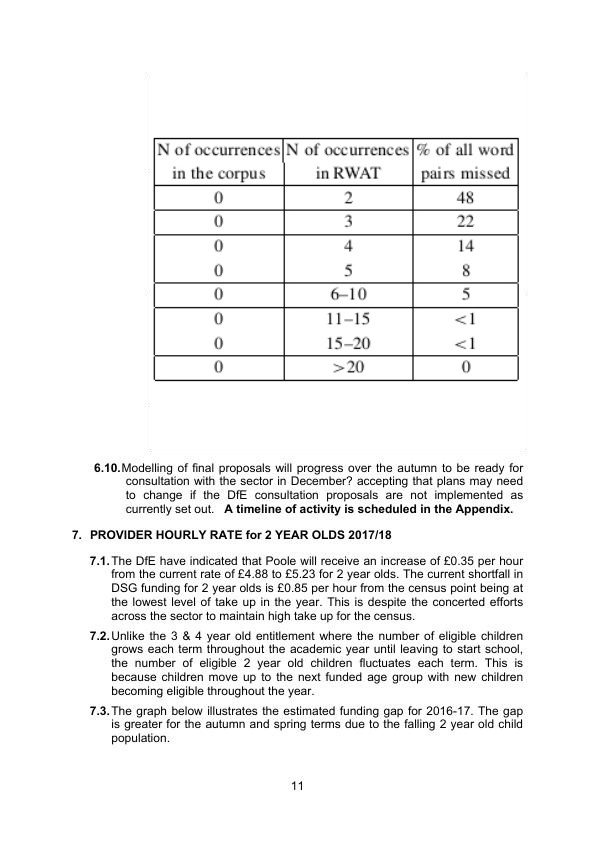 N of occurrences N of occurrences % of all word
in the corpus in RWAT pairs missed
0 2 48
0 3 22
0 4 14
0 5 8
0 6–10 5
0 11–15 <1
0 15–20 <1
0 >20 0
6.10. Modelling of final proposals will progress over the autumn to be ready for
consultation with the sector in December? accepting that plans may need
to change if the DfE consultation proposals are not implemented as
currently set out. A timeline of activity is scheduled in the Appendix.
7. PROVIDER HOURLY RATE for 2 YEAR OLDS 2017/18
7.1. The DfE have indicated that Poole will receive an increase of £0.35 per hour
from the current rate of £4.88 to £5.23 for 2 year olds. The current shortfall in
DSG funding for 2 year olds is £0.85 per hour from the census point being at
the lowest level of take up in the year. This is despite the concerted efforts
across the sector to maintain high take up for the census.
7.2. Unlike the 3 & 4 year old entitlement where the number of eligible children
grows each term throughout the academic year until leaving to start school,
the number of eligible 2 year old children fluctuates each term. This is
because children move up to the next funded age group with new children
becoming eligible throughout the year.
7.3. The graph below illustrates the estimated funding gap for 2016-17. The gap
is greater for the autumn and spring terms due to the falling 2 year old child
population.
11